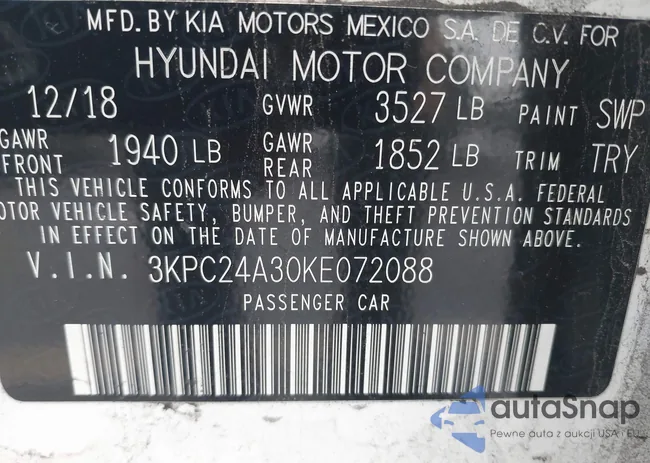 MFD. BY KIA MOTORS MEXICO S.A. DE C.V. FOR
HYUNDAI MOTOR COMPANY
12/18 GVWR 3527 LB PAINT SWP
GAWR FRONT 1940 LB GAWR REAR 1852 LB TRIM TRY
THIS VEHICLE CONFORMS TO ALL APPLICABLE U.S.A. FEDERAL
OTOR VEHICLE SAFETY, BUMPER, AND THEFT PREVENTION STANDARDS
IN EFFECT ON THE DATE OF MANUFACTURE SHOWN ABOVE.
V.I.N. 3KPC24A30KE072088
PASSENGER CAR
autaSnap
Pewne auta z aukcji USA i EU